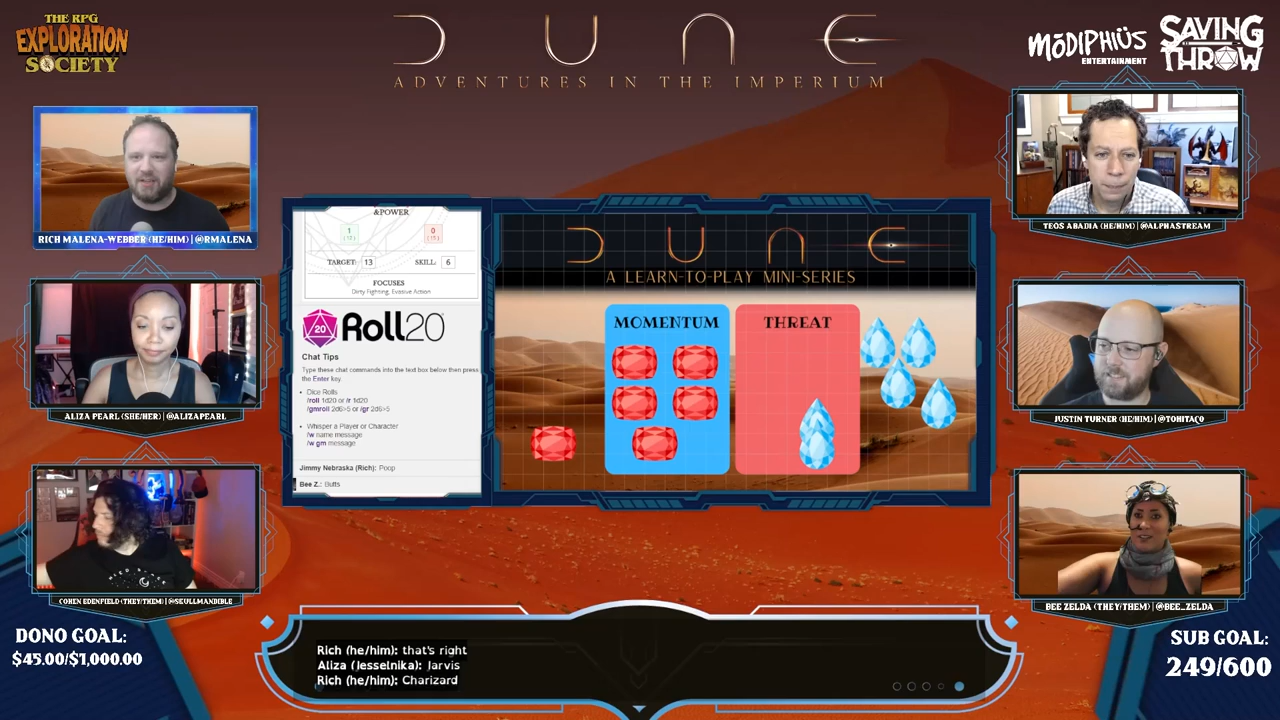 THE RPG
EXPLORATION
SOCIETY
DUNE
ADVENTURES IN THE IMPERIUM
MŌDIPHIÜS
ENTERTAINMENT
SAVING
THROW
RICH MALENA-WEBBER (HE/HIM) | @RMALENA
ALIZA PEARL (SHE/HER) | @ALIZAPEARL
COHEN EDENFIELD (THEY/THEM) | @SKULLMANDIBLE
TEOS ABADIA (HE/HIM) | @ALPHASTREAM
JUSTIN TURNER (HE/HIM) | @TOHITACO
BEE ZELDA (THEY/THEM) | @BEE_ZELDA
&POWER
1
0
TARGET: 13 SKILL: 6
FOCUSES
Dirty Fighting, Evasive Action
20
Roll20
Chat Tips
Type these chat commands into the text box below then press
the Enter key.
• Dice Rolls
/roll 1d20 or /r 1d20
/gmroll 2d6>5 or /gr 2d6>5
• Whisper a Player or Character
/w name message
/w gm message
Jimmy Nebraska (Rich): Poop
Bee Z.: Butts
DUNE
A LEARN-TO-PLAY MINI-SERIES
MOMENTUM
THREAT
DONO GOAL:
$45.00/$1,000.00
Rich (he/him): that's right
Aliza (Jesselnika): Jarvis
Rich (he/him): Charizard
SUB GOAL:
249/600